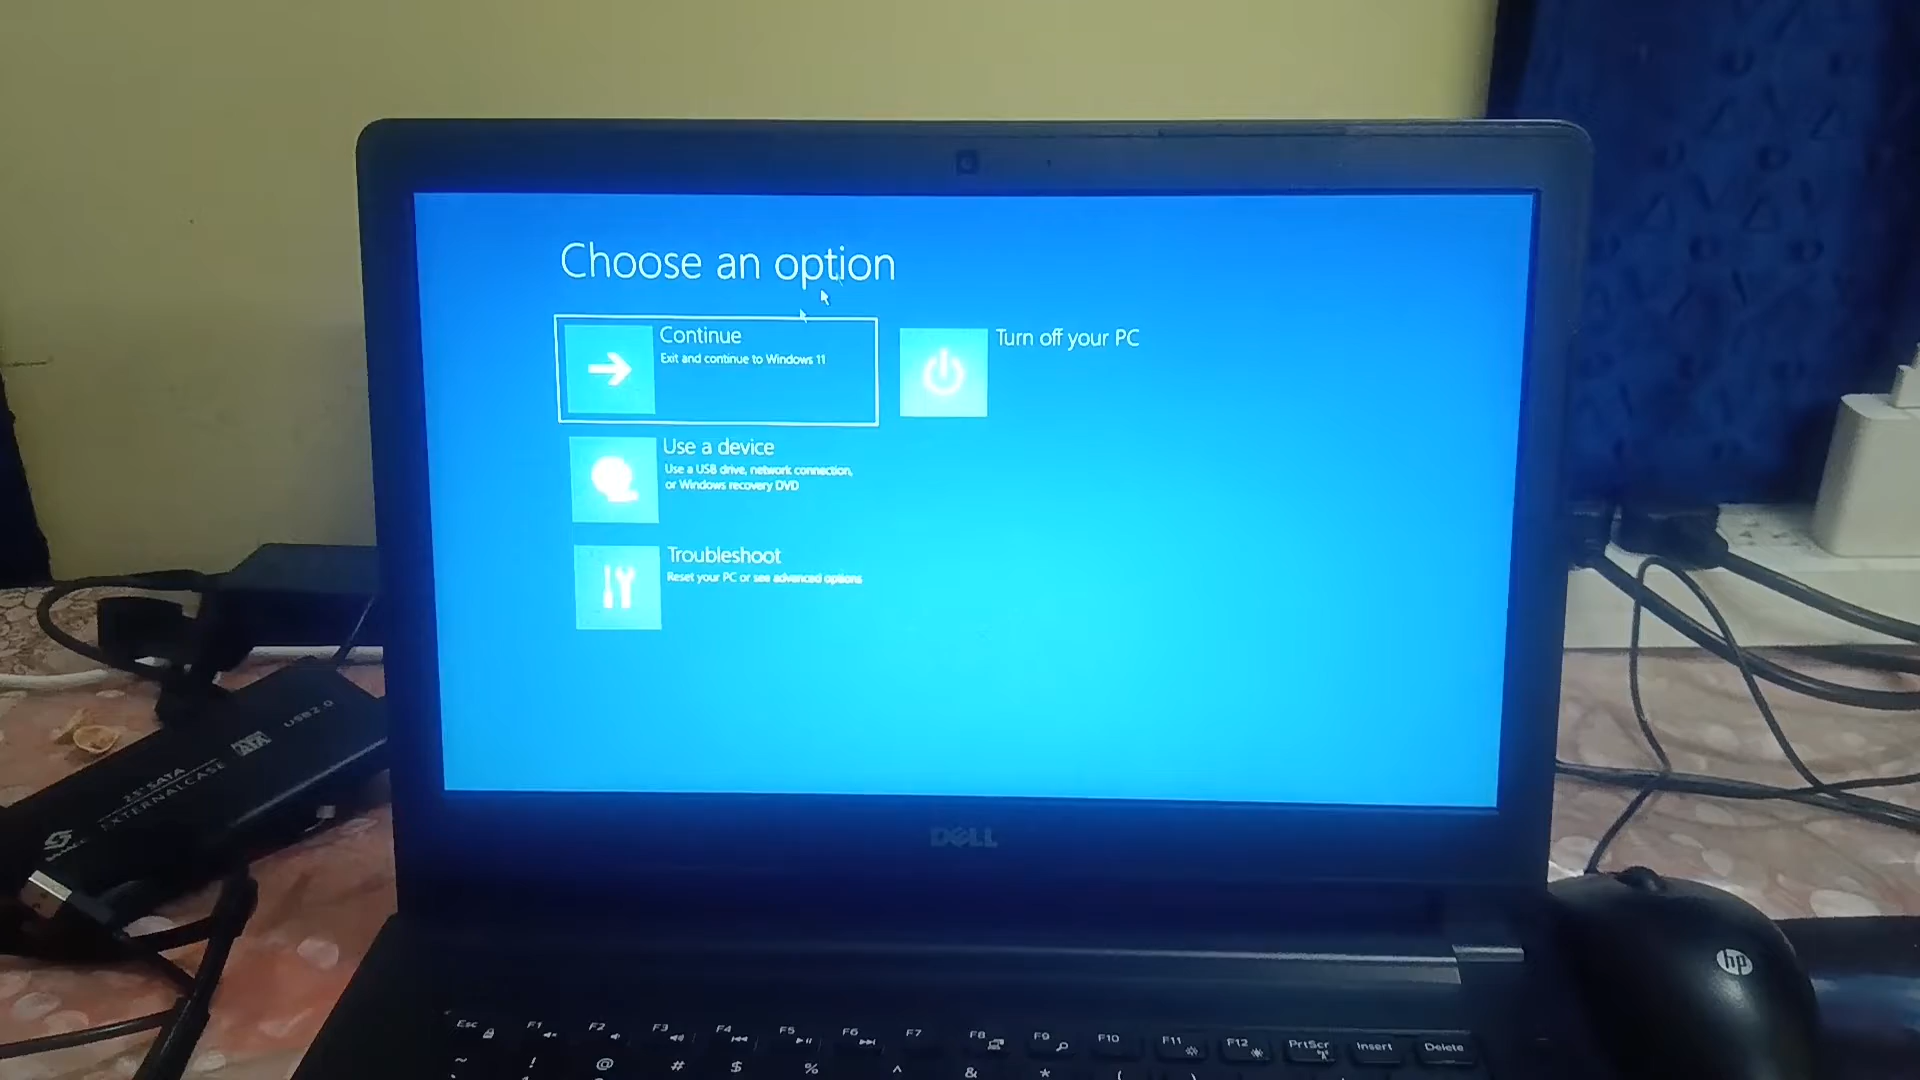 Choose an option
Continue
Exit and continue to Windows 11
Turn off your PC
Use a device
Use a USB drive, network connection,
or Windows recovery DVD
Troubleshoot
Reset your PC or see advanced options
DELL
2.5" SATA
EXTERNAL CASE
SATA
USB 2.0
hp
Esc F1 F2 F3 F4 F5 F6 F7 F8 F9 F10 F11 F12 PrtScr Insert Delete
~ ! @ # $ % ^ & * ( )